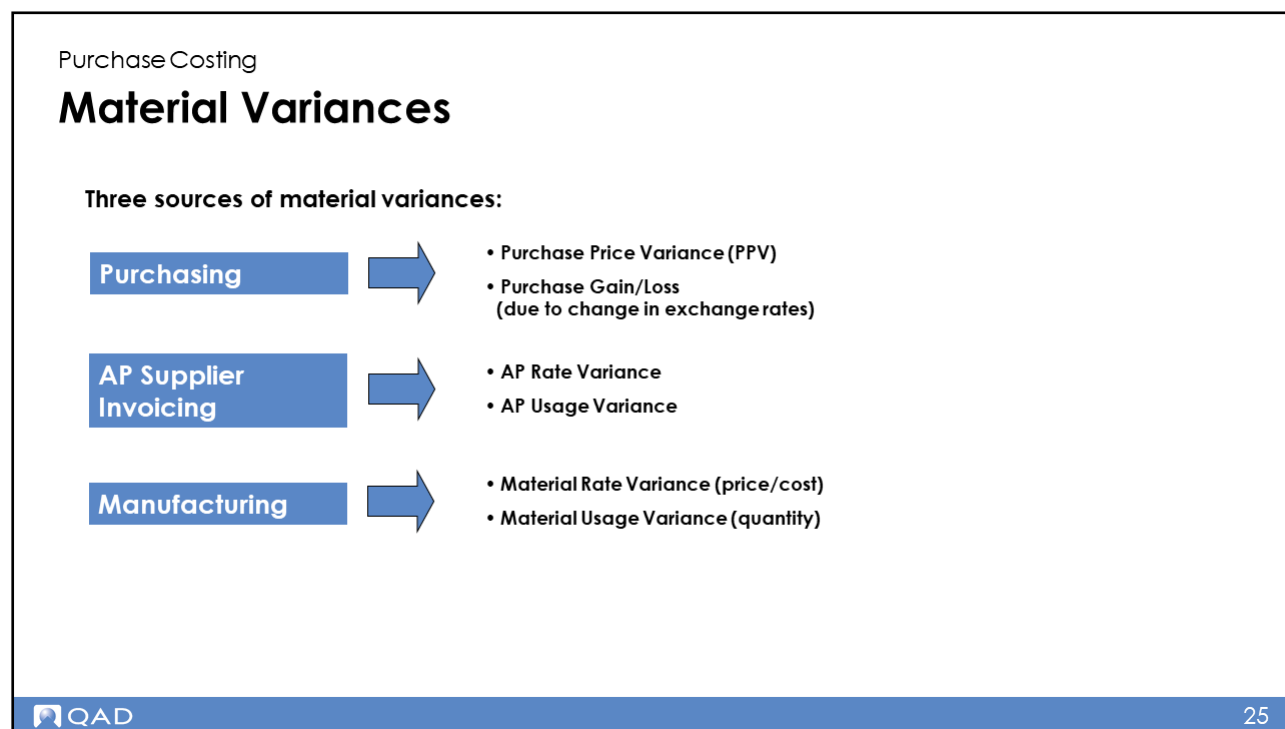 Purchase Costing
Material Variances
Three sources of material variances:
Purchasing
• Purchase Price Variance (PPV)
• Purchase Gain/Loss
(due to change in exchange rates)
AP Supplier
Invoicing
• AP Rate Variance
• AP Usage Variance
Manufacturing
• Material Rate Variance (price/cost)
• Material Usage Variance (quantity)
QAD
25